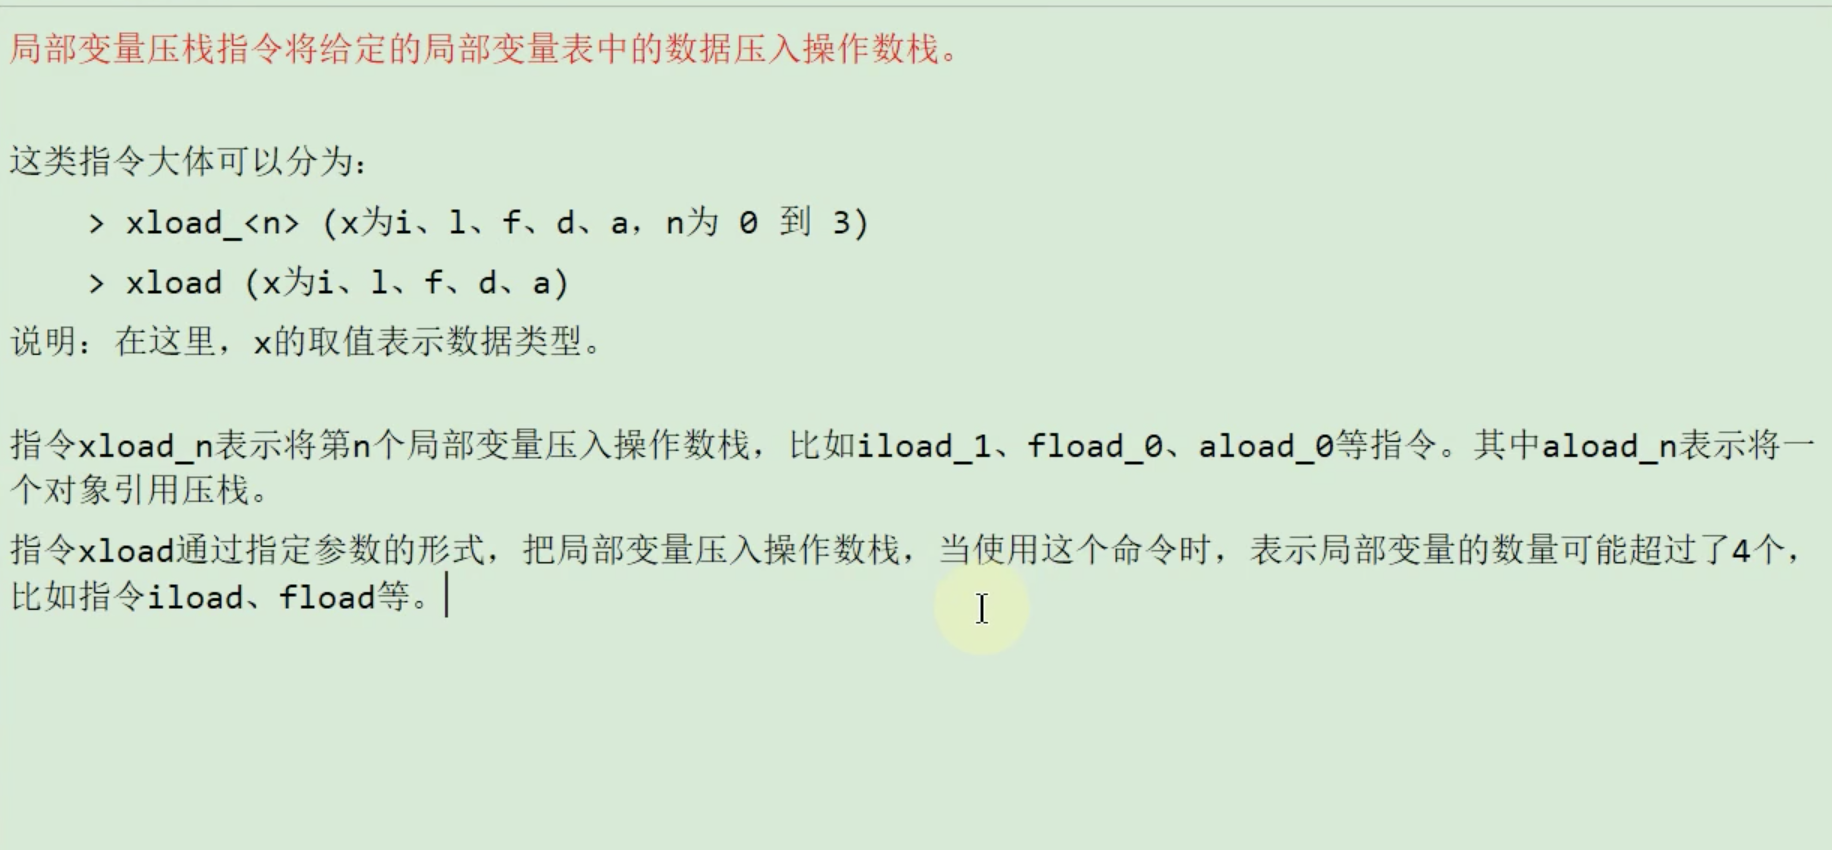 局部变量压栈指令将给定的局部变量表中的数据压入操作数栈。
这类指令大体可以分为：
> xload_<n> (x为i、l、f、d、a，n为 0 到 3)
> xload (x为i、l、f、d、a)
说明：在这里，x的取值表示数据类型。
指令xload_n表示将第n个局部变量压入操作数栈，比如iload_1、fload_0、aload_0等指令。其中aload_n表示将一
个对象引用压栈。
指令xload通过指定参数的形式，把局部变量压入操作数栈，当使用这个命令时，表示局部变量的数量可能超过了4个，
比如指令iload、fload等。